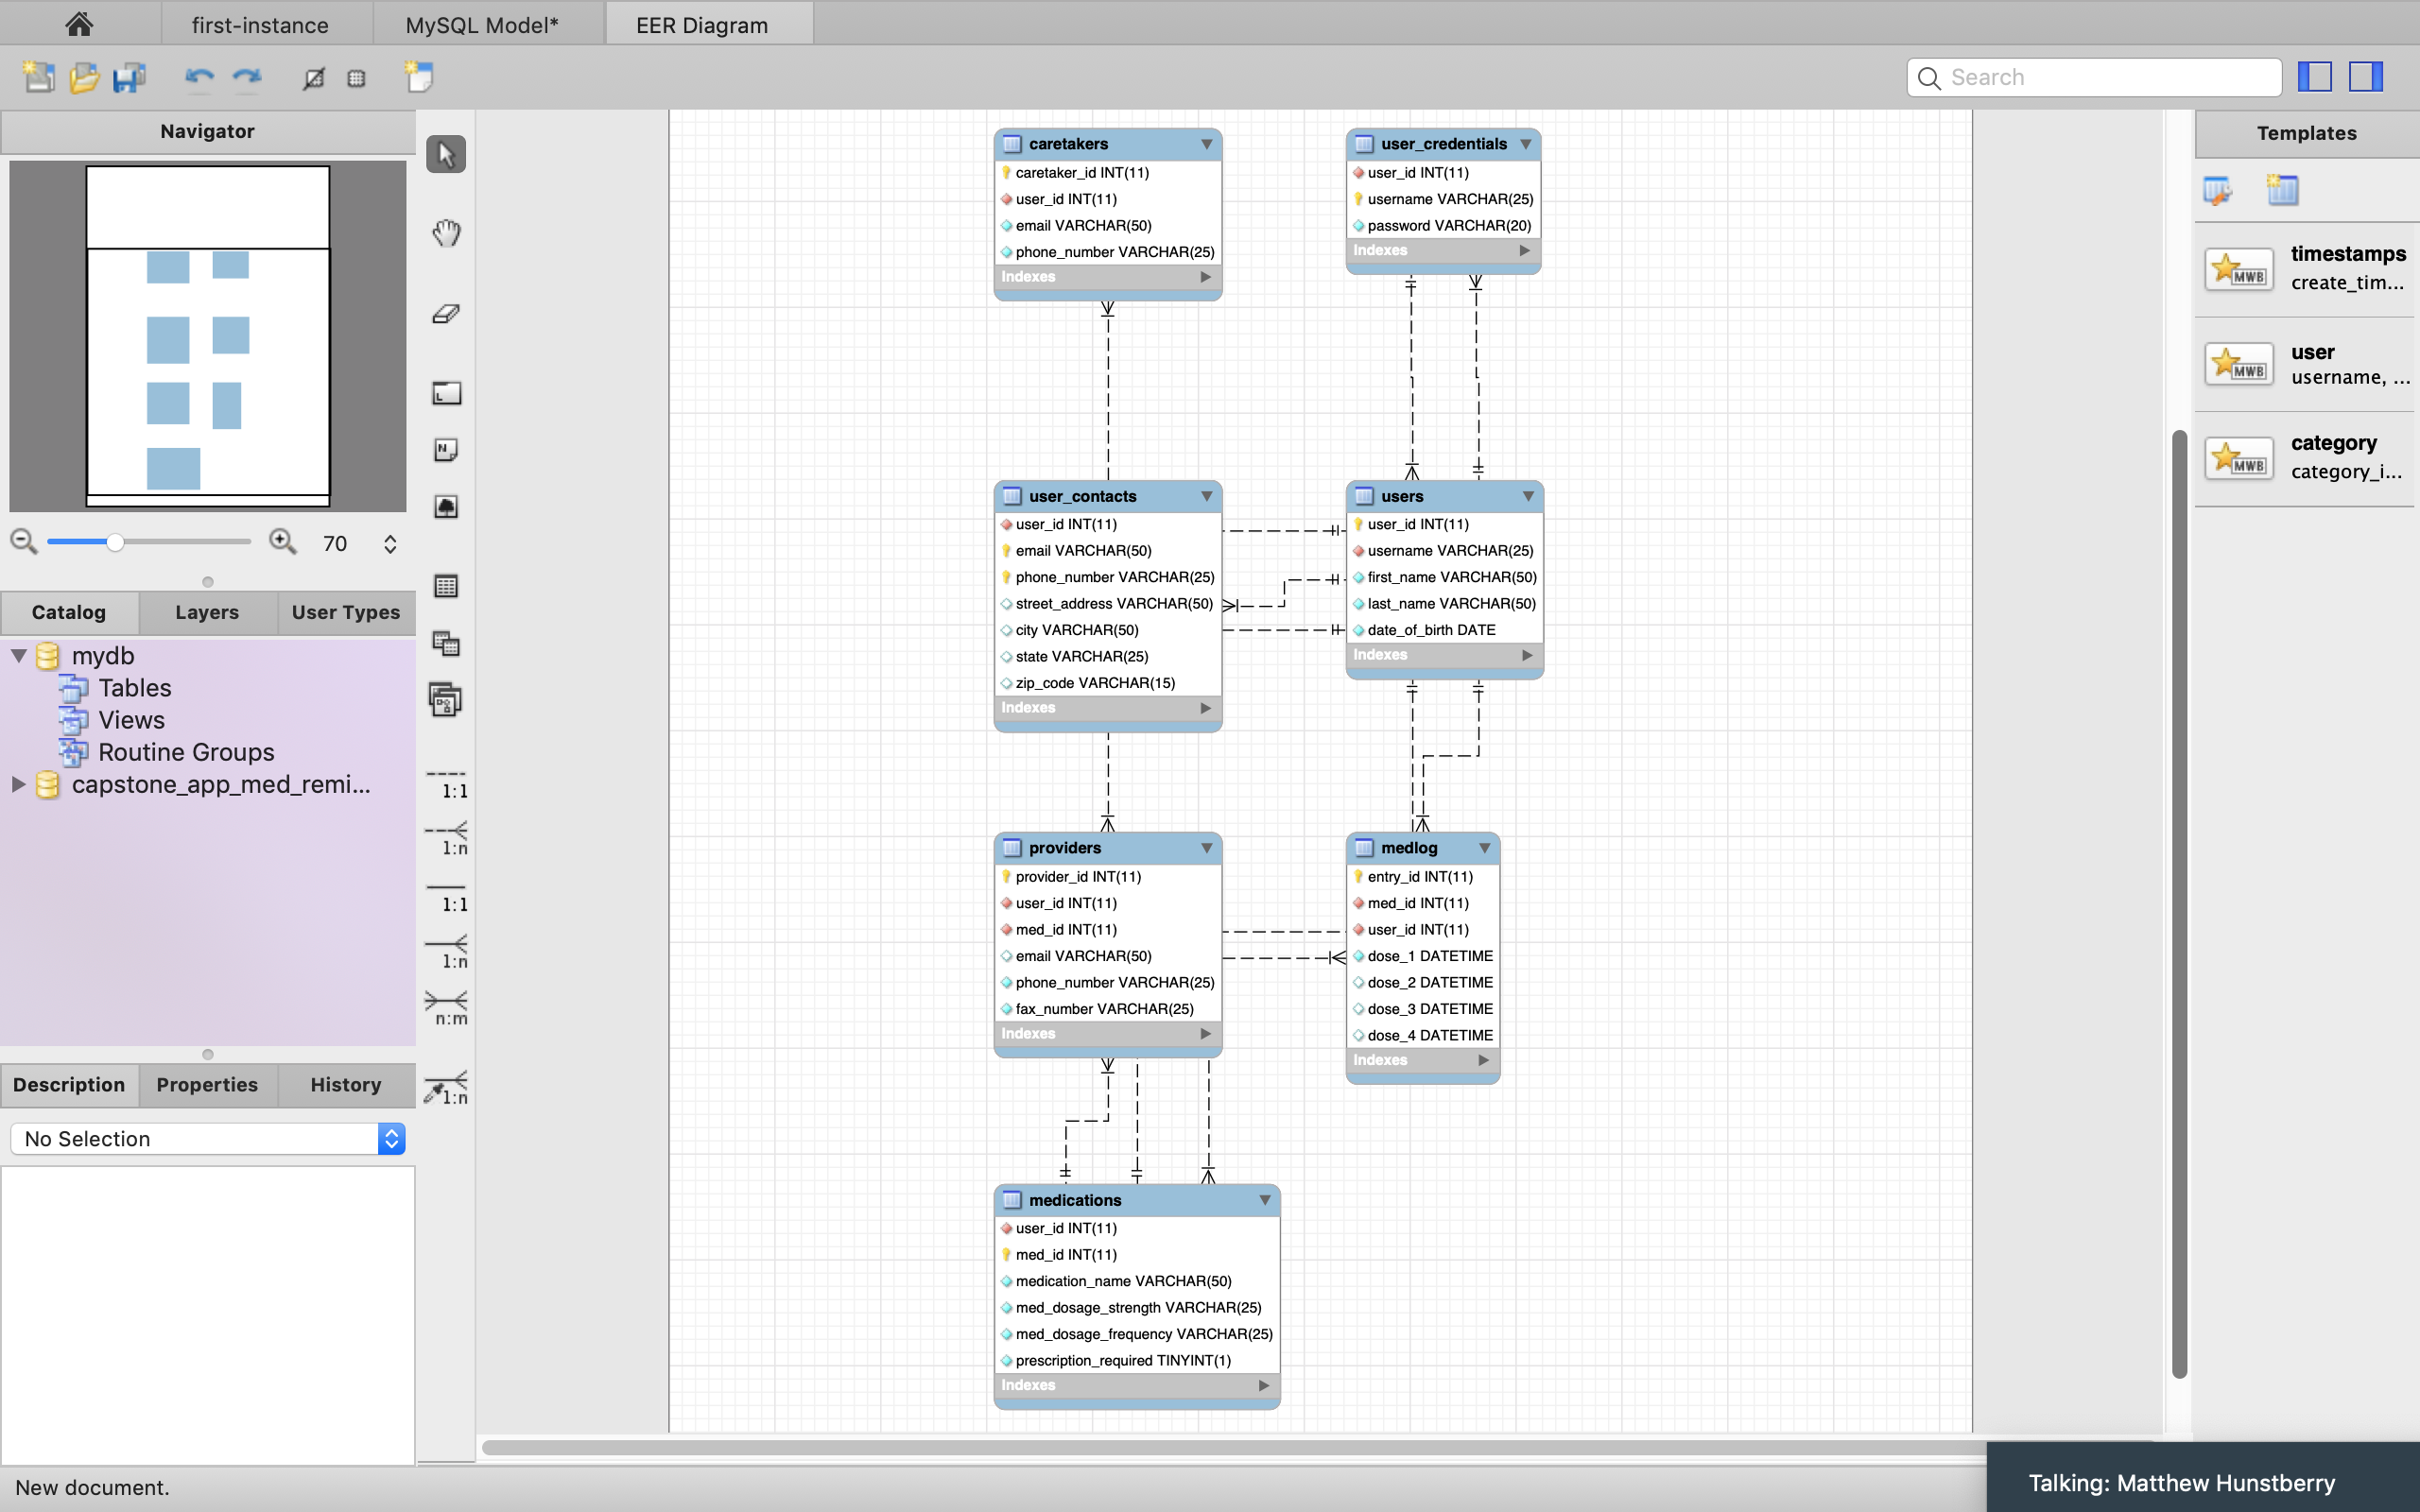 first-instance
MySQL Model*
EER Diagram
Search
Navigator
70
Catalog
Layers
User Types
mydb
Tables
Views
Routine Groups
capstone_app_med_remi...
Description
Properties
History
No Selection
New document.
1:1
1:n
1:1
1:n
n:m
1:n
caretakers
caretaker_id INT(11)
user_id INT(11)
email VARCHAR(50)
phone_number VARCHAR(25)
Indexes
user_credentials
user_id INT(11)
username VARCHAR(25)
password VARCHAR(20)
Indexes
user_contacts
user_id INT(11)
email VARCHAR(50)
phone_number VARCHAR(25)
street_address VARCHAR(50)
city VARCHAR(50)
state VARCHAR(25)
zip_code VARCHAR(15)
Indexes
users
user_id INT(11)
username VARCHAR(25)
first_name VARCHAR(50)
last_name VARCHAR(50)
date_of_birth DATE
Indexes
providers
provider_id INT(11)
user_id INT(11)
med_id INT(11)
email VARCHAR(50)
phone_number VARCHAR(25)
fax_number VARCHAR(25)
Indexes
medlog
entry_id INT(11)
med_id INT(11)
user_id INT(11)
dose_1 DATETIME
dose_2 DATETIME
dose_3 DATETIME
dose_4 DATETIME
Indexes
medications
user_id INT(11)
med_id INT(11)
medication_name VARCHAR(50)
med_dosage_strength VARCHAR(25)
med_dosage_frequency VARCHAR(25)
prescription_required TINYINT(1)
Indexes
Templates
MWB
timestamps
create_tim...
MWB
user
username, ...
MWB
category
category_i...
Talking: Matthew Hunstberry